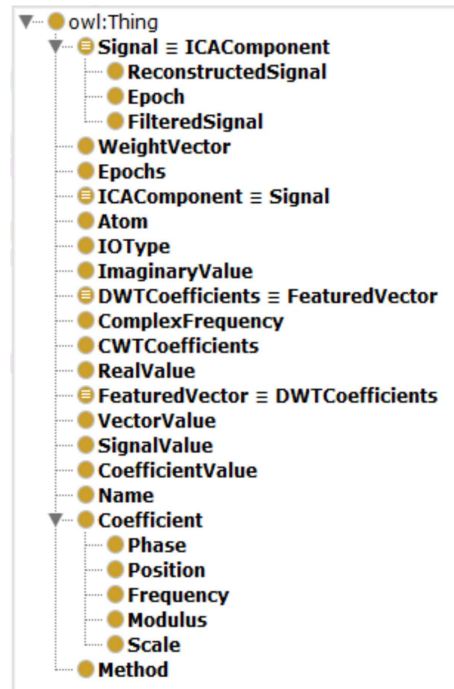 owl:Thing
Signal ≡ ICAComponent
ReconstructedSignal
Epoch
FilteredSignal
WeightVector
Epochs
ICAComponent ≡ Signal
Atom
IOType
ImaginaryValue
DWTCoefficients ≡ FeaturedVector
ComplexFrequency
CWTCoefficients
RealValue
FeaturedVector ≡ DWTCoefficients
VectorValue
SignalValue
CoefficientValue
Name
Coefficient
Phase
Position
Frequency
Modulus
Scale
Method